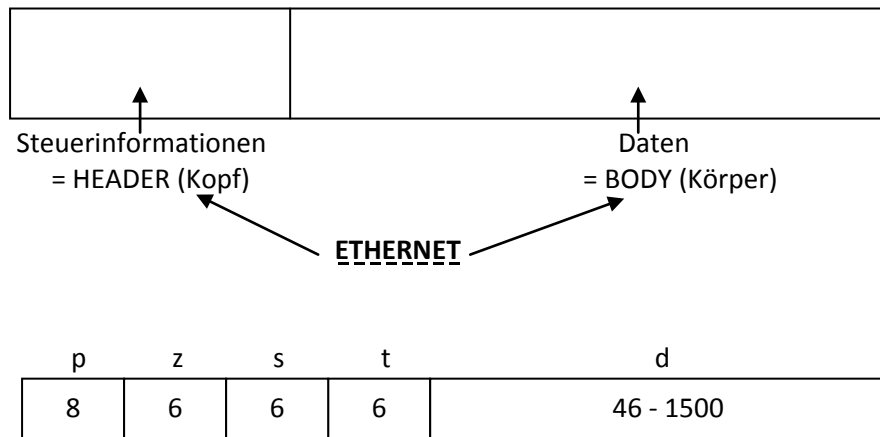 Steuerinformationen Daten
= HEADER (Kopf) = BODY (Körper)
ETHERNET
p z s t d
8 6 6 6 46 - 1500